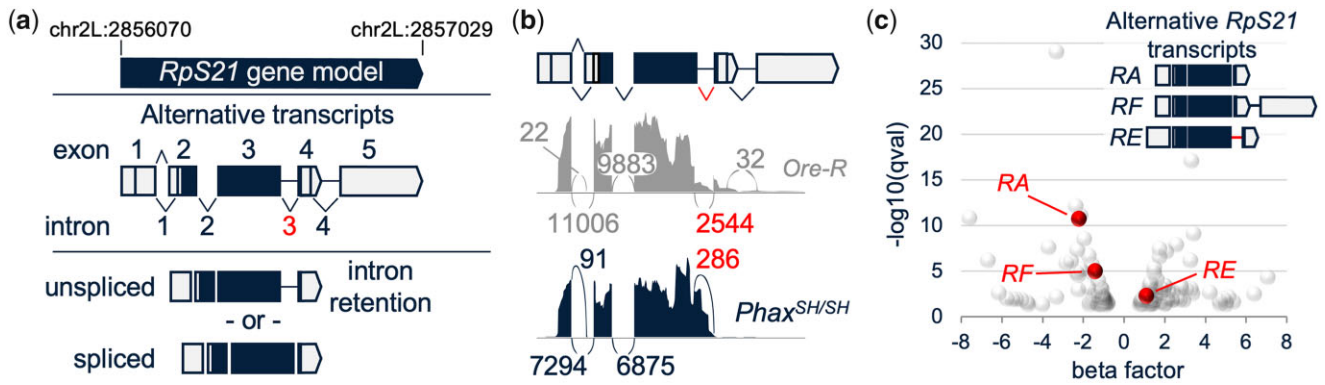 (a)
chr2L:2856070 chr2L:2857029
RpS21 gene model
Alternative transcripts
exon 1 2 3 4 5
intron 1 2 3 4
unspliced intron retention
- or -
spliced
(b)
22 9883 32 Ore-R
11006 2544
91 286
Phax^SH/SH
7294 6875
(c)
Alternative RpS21
transcripts
RA
RF
RE
-log10(qval)
30
25
20
15
10
5
0
RA
RF
RE
-8 -6 -4 -2 0 2 4 6 8
beta factor